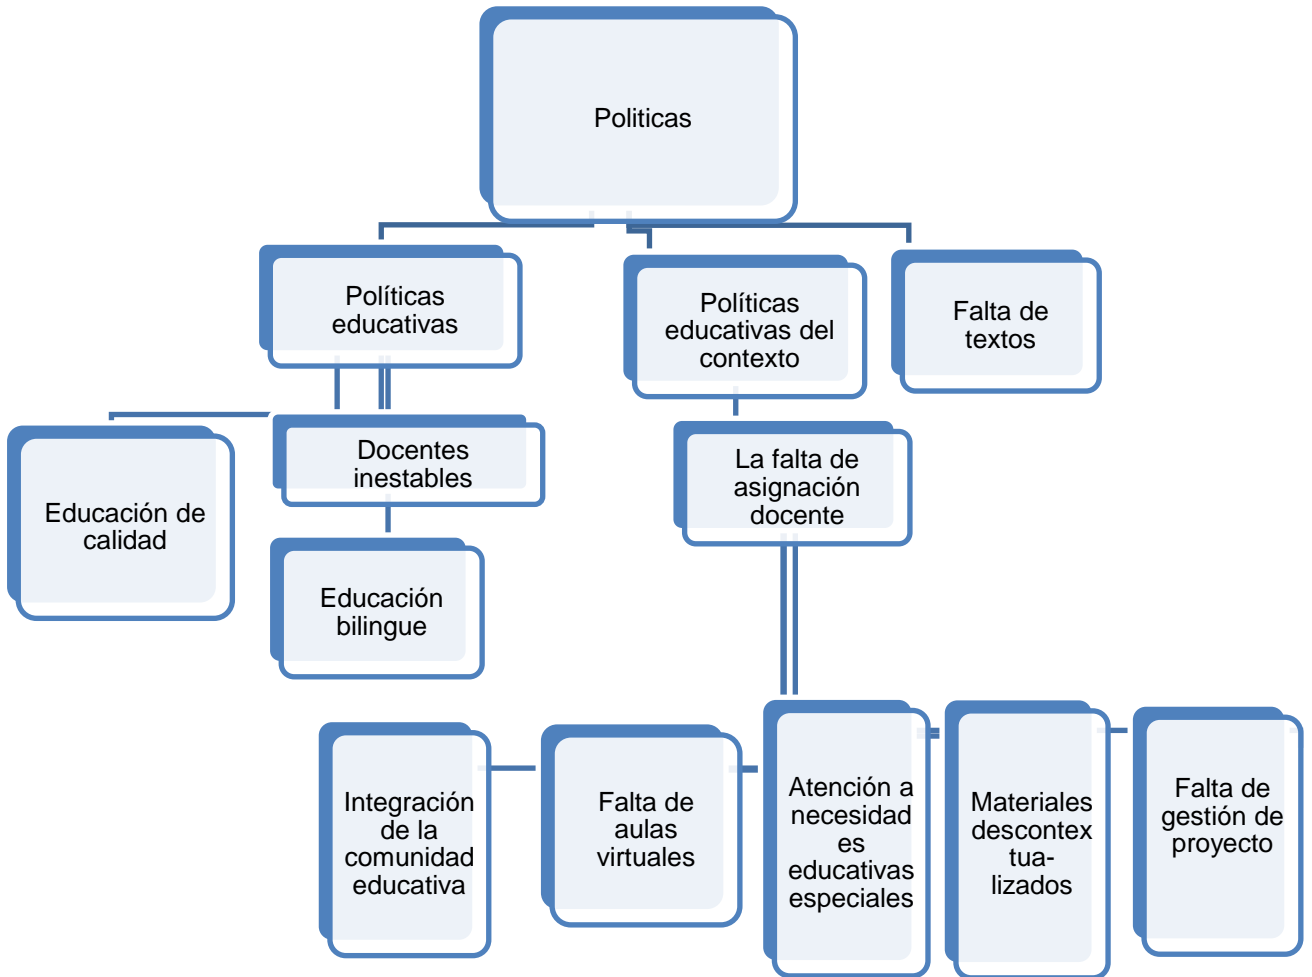 Politicas
Políticas
educativas
Políticas
educativas del
contexto
Falta de
textos
Educación de
calidad
Docentes
inestables
La falta de
asignación
docente
Educación
bilingue
Integración
de la
comunidad
educativa
Falta de
aulas
virtuales
Atención a
necesidad
es
educativas
especiales
Materiales
descontex
tua-
lizados
Falta de
gestión de
proyecto